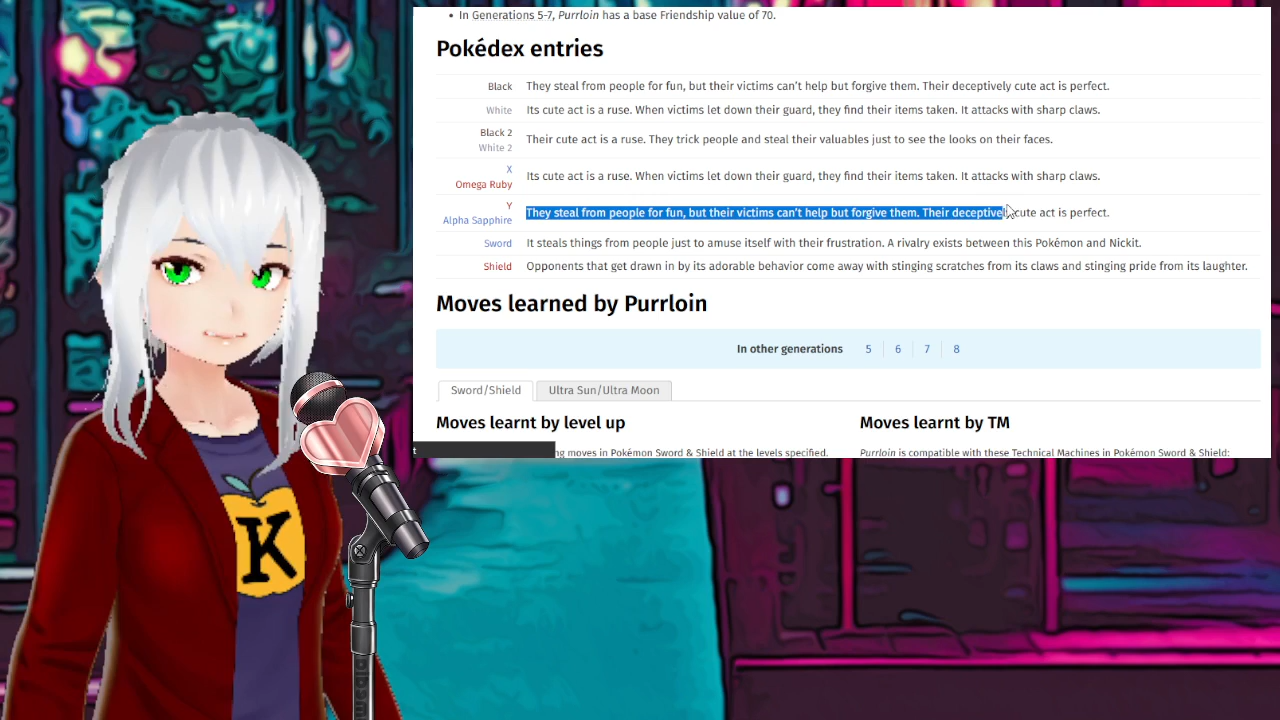 • In Generations 5-7, Purrloin has a base Friendship value of 70.
Pokédex entries
Black They steal from people for fun, but their victims can't help but forgive them. Their deceptively cute act is perfect.
White Its cute act is a ruse. When victims let down their guard, they find their items taken. It attacks with sharp claws.
Black 2
White 2
Their cute act is a ruse. They trick people and steal their valuables just to see the looks on their faces.
X
Omega Ruby
Its cute act is a ruse. When victims let down their guard, they find their items taken. It attacks with sharp claws.
Y
Alpha Sapphire
They steal from people for fun, but their victims can't help but forgive them. Their deceptive cute act is perfect.
Sword It steals things from people just to amuse itself with their frustration. A rivalry exists between this Pokémon and Nickit.
Shield Opponents that get drawn in by its adorable behavior come away with stinging scratches from its claws and stinging pride from its laughter.
Moves learned by Purrloin
In other generations 5 6 7 8
Sword/Shield Ultra Sun/Ultra Moon
Moves learnt by level up
ng moves in Pokémon Sword & Shield at the levels specified.
Moves learnt by TM
Purrloin is compatible with these Technical Machines in Pokémon Sword & Shield:
t
K